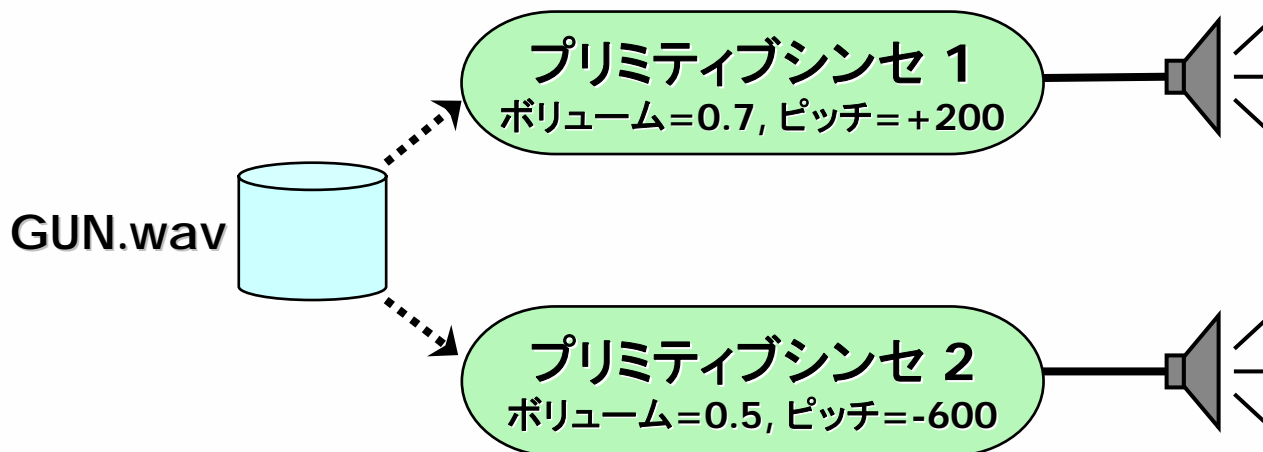 プリミティブシンセ 1
ボリューム=0.7, ピッチ=+200
GUN.wav
プリミティブシンセ 2
ボリューム=0.5, ピッチ=-600